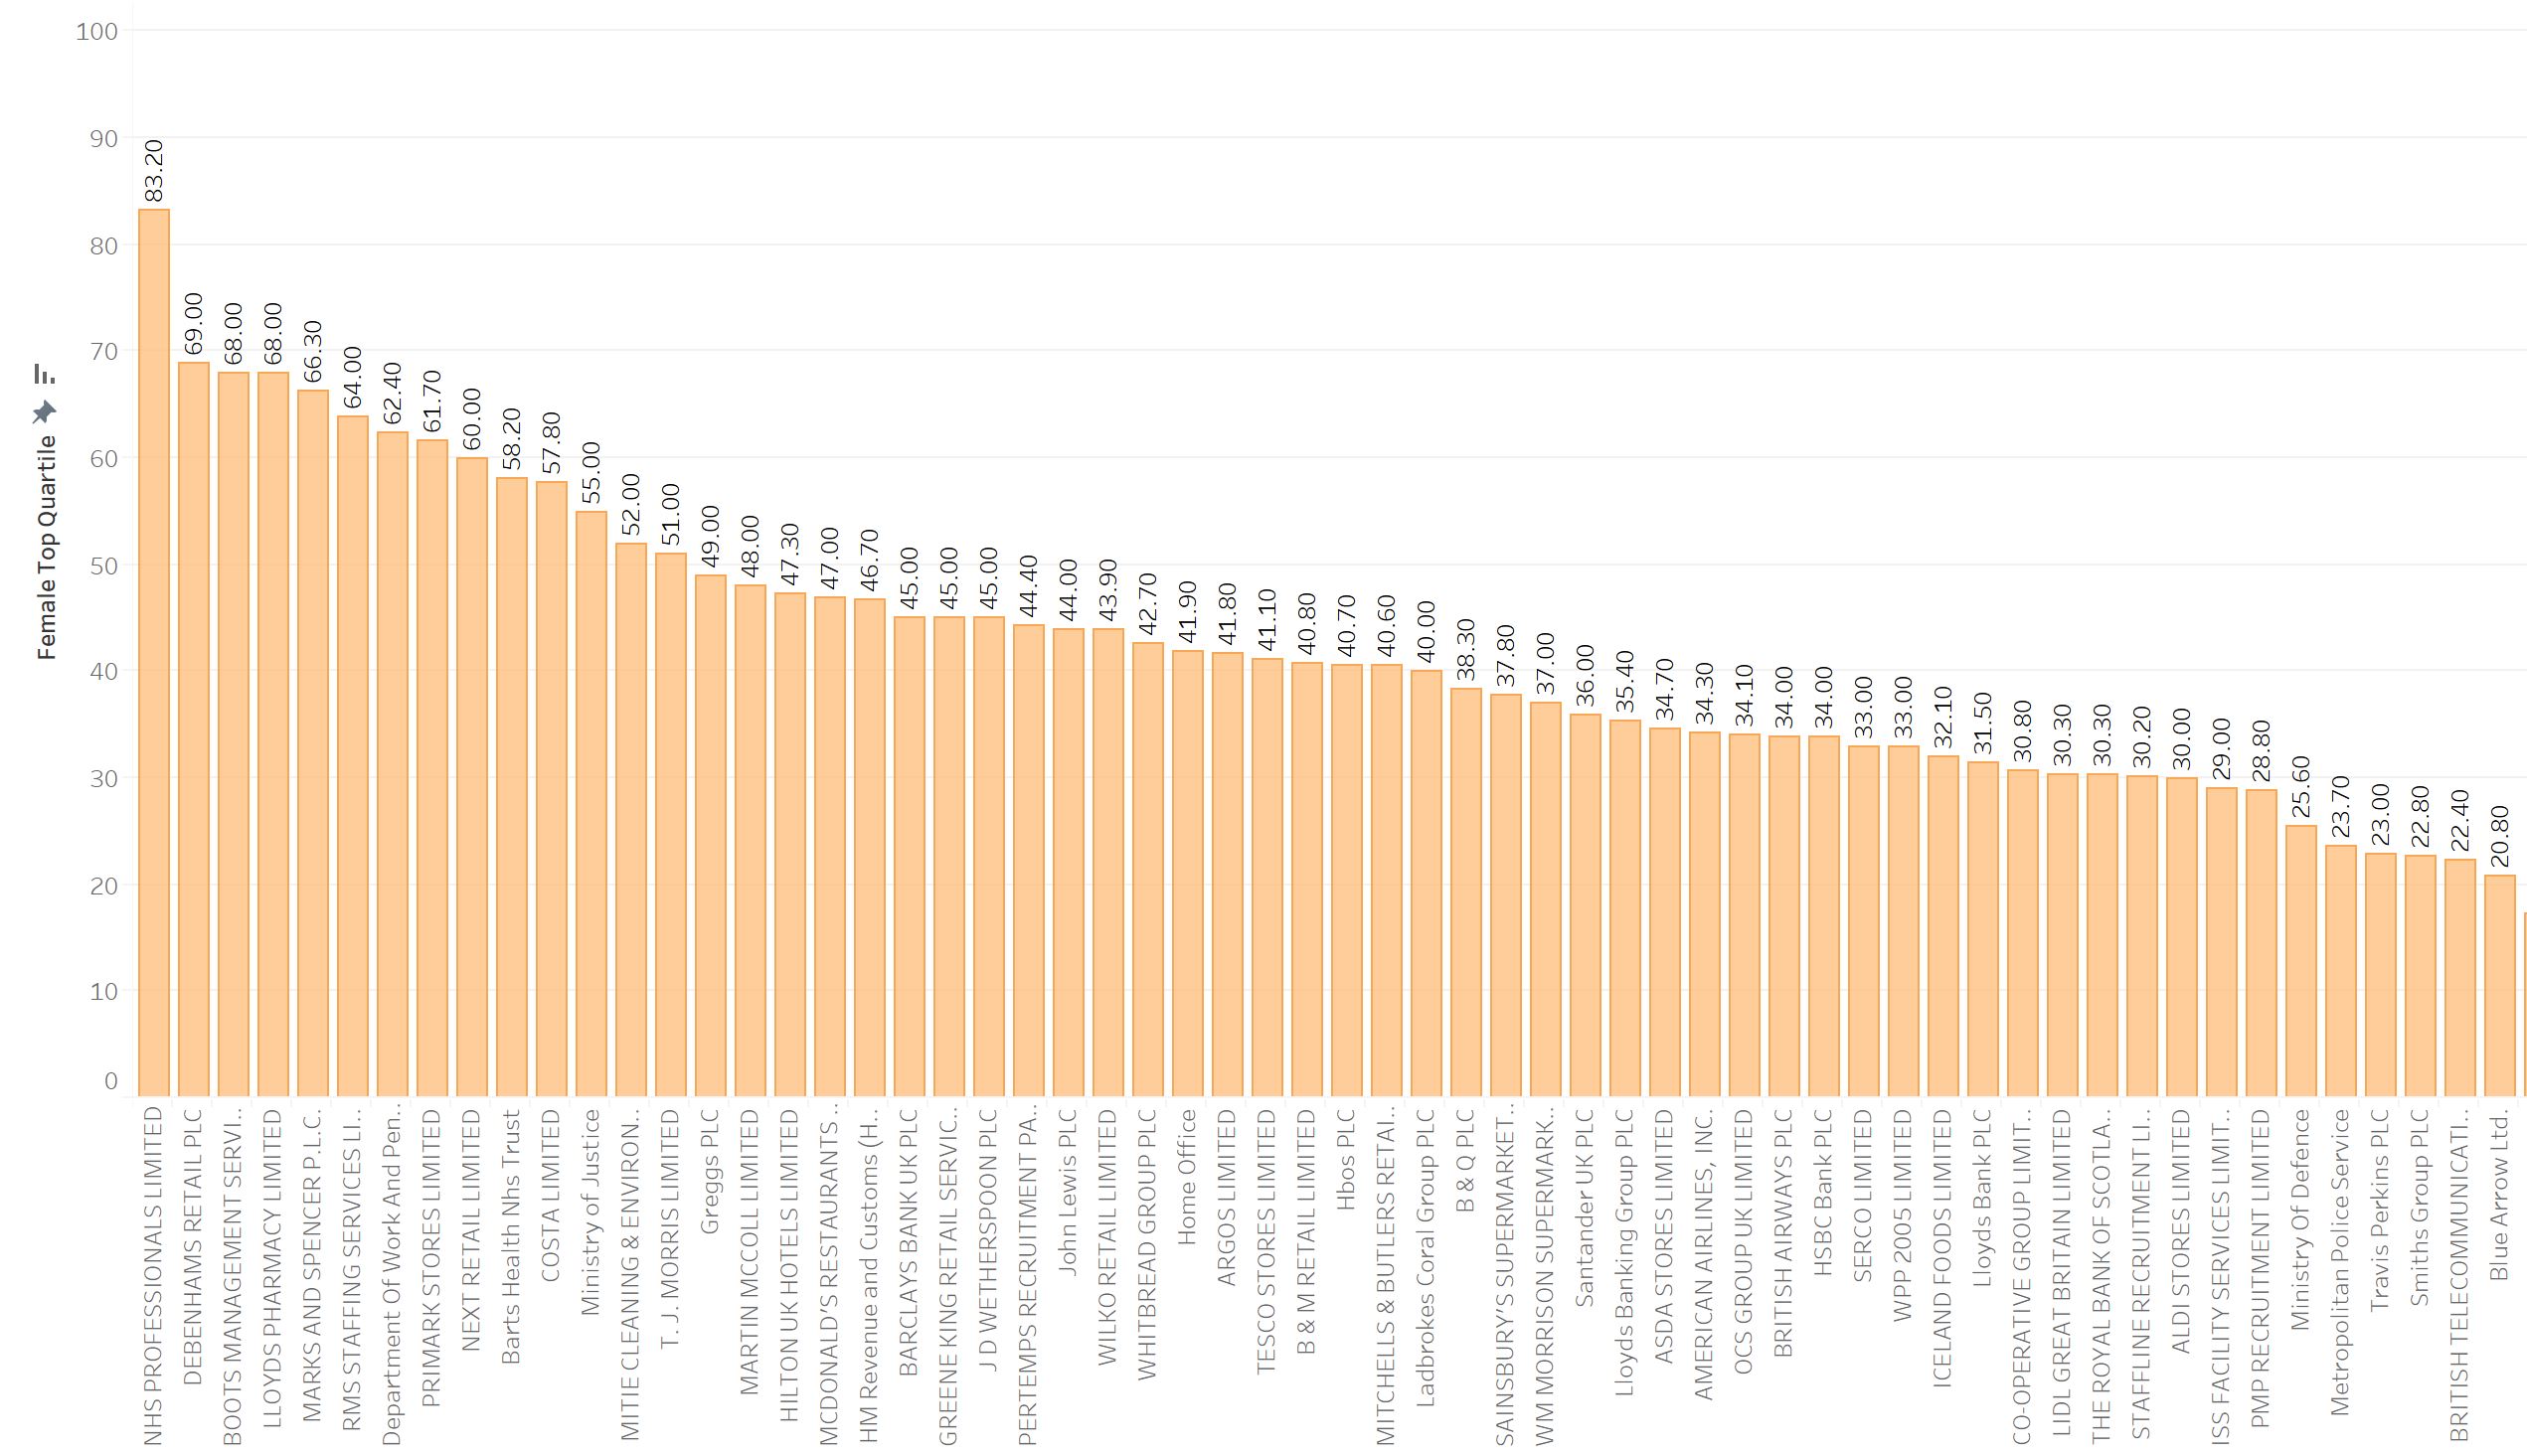 Female Top Quartile
100
90
80
70
60
50
40
30
20
10
0
83.20
69.00
68.00
68.00
66.30
64.00
62.40
61.70
60.00
58.20
57.80
55.00
52.00
51.00
49.00
48.00
47.30
47.00
46.70
45.00
45.00
45.00
44.40
44.00
43.90
42.70
41.90
41.80
41.10
40.80
40.70
40.60
40.00
38.30
37.80
37.00
36.00
35.40
34.70
34.30
34.10
34.00
34.00
33.00
33.00
32.10
31.50
30.80
30.30
30.30
30.20
30.00
29.00
28.80
25.60
23.70
23.00
22.80
22.40
20.80
NHS PROFESSIONALS LIMITED
DEBENHAMS RETAIL PLC
BOOTS MANAGEMENT SERVI..
LLOYDS PHARMACY LIMITED
MARKS AND SPENCER P.L.C.
RMS STAFFING SERVICES LI..
Department Of Work And Pen..
PRIMARK STORES LIMITED
NEXT RETAIL LIMITED
Barts Health Nhs Trust
COSTA LIMITED
Ministry of Justice
MITIE CLEANING & ENVIRON..
T. J. MORRIS LIMITED
Greggs PLC
MARTIN MCCOLL LIMITED
HILTON UK HOTELS LIMITED
MCDONALD'S RESTAURANTS ..
HM Revenue and Customs (H..
BARCLAYS BANK UK PLC
GREENE KING RETAIL SERVIC..
J D WETHERSPOON PLC
PERTEMPS RECRUITMENT PA..
John Lewis PLC
WILKO RETAIL LIMITED
WHITBREAD GROUP PLC
Home Office
ARGOS LIMITED
TESCO STORES LIMITED
B & M RETAIL LIMITED
Hbos PLC
MITCHELLS & BUTLERS RETAI..
Ladbrokes Coral Group PLC
B & Q PLC
SAINSBURY'S SUPERMARKET..
WM MORRISON SUPERMARK..
Santander UK PLC
Lloyds Banking Group PLC
ASDA STORES LIMITED
AMERICAN AIRLINES, INC.
OCS GROUP UK LIMITED
BRITISH AIRWAYS PLC
HSBC Bank PLC
SERCO LIMITED
WPP 2005 LIMITED
ICELAND FOODS LIMITED
Lloyds Bank PLC
CO-OPERATIVE GROUP LIMIT..
LIDL GREAT BRITAIN LIMITED
THE ROYAL BANK OF SCOTLA..
STAFFLINE RECRUITMENT LI..
ALDI STORES LIMITED
ISS FACILITY SERVICES LIMIT..
PMP RECRUITMENT LIMITED
Ministry Of Defence
Metropolitan Police Service
Travis Perkins PLC
Smiths Group PLC
BRITISH TELECOMMUNICATI..
Blue Arrow Ltd.